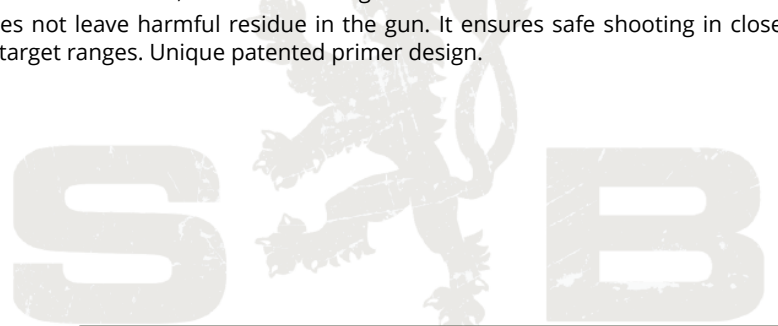 es not leave harmful residue in the gun. It ensures safe shooting in close
target ranges. Unique patented primer design.
S B